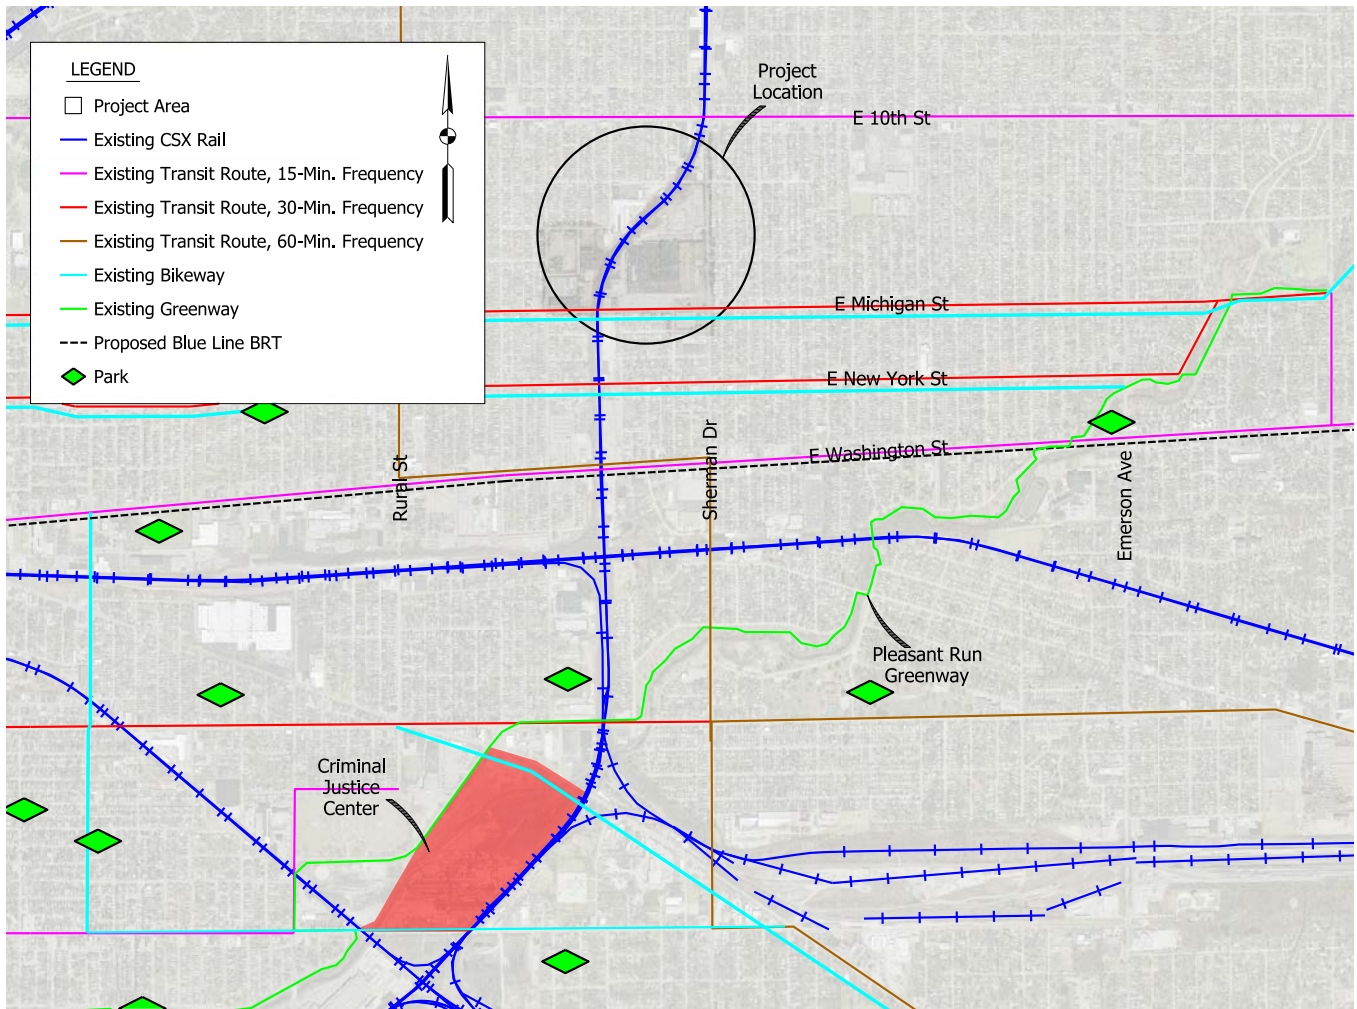 LEGEND
Project Area
Existing CSX Rail
Existing Transit Route, 15-Min. Frequency
Existing Transit Route, 30-Min. Frequency
Existing Transit Route, 60-Min. Frequency
Existing Bikeway
Existing Greenway
Proposed Blue Line BRT
Park
Project
Location
E 10th St
E Michigan St
E New York St
E Washington St
Rural St
Sherman Dr
Emerson Ave
Pleasant Run
Greenway
Criminal
Justice
Center